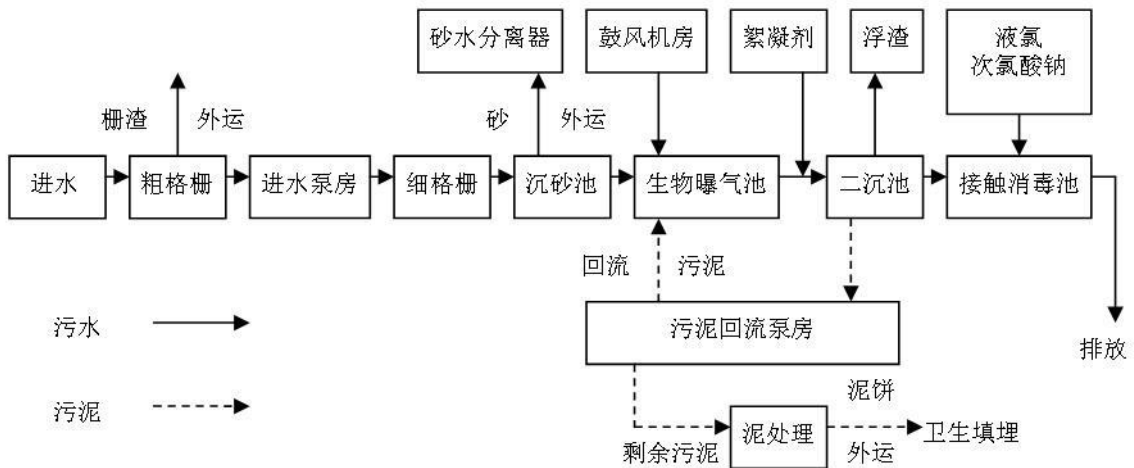 砂水分离器
鼓风机房
絮凝剂
浮渣
液氯
次氯酸钠
栅渣
外运
砂
外运
进水
粗格栅
进水泵房
细格栅
沉砂池
生物曝气池
二沉池
接触消毒池
回流
污泥
污水
污泥回流泵房
排放
污泥
泥饼
剩余污泥
泥处理
外运
卫生填埋